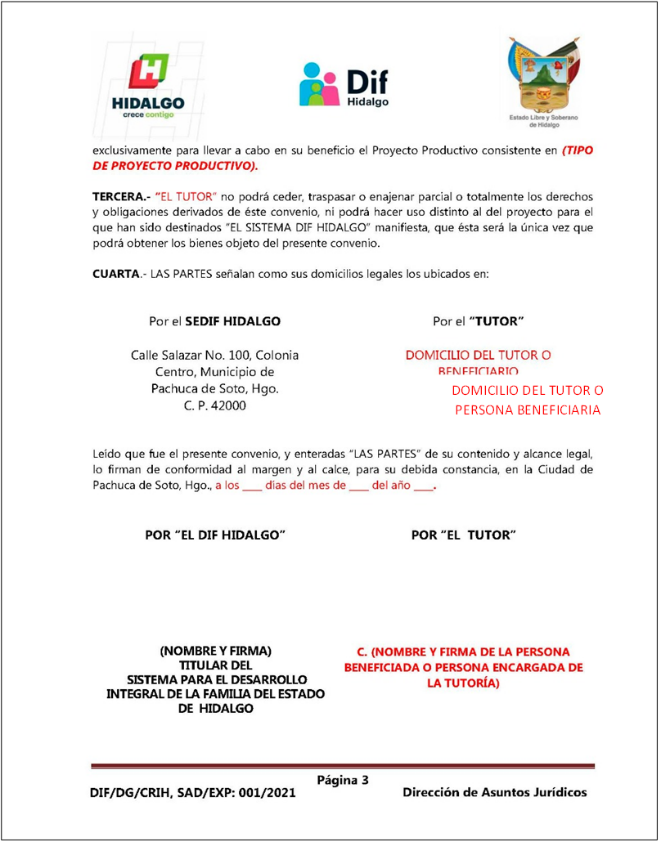 HIDALGO
crece contigo
Dif
Hidalgo
Estado Libre y Soberano
de Hidalgo
exclusivamente para llevar a cabo en su beneficio el Proyecto Productivo consistente en (TIPO
DE PROYECTO PRODUCTIVO).
TERCERA.- "EL TUTOR" no podrá ceder, traspasar o enajenar parcial o totalmente los derechos
y obligaciones derivados de éste convenio, ni podrá hacer uso distinto al del proyecto para el
que han sido destinados "EL SISTEMA DIF HIDALGO" manifiesta, que ésta será la única vez que
podrá obtener los bienes objeto del presente convenio.
CUARTA.- LAS PARTES señalan como sus domicilios legales los ubicados en:
Por el SEDIF HIDALGO
Calle Salazar No. 100, Colonia
Centro, Municipio de
Pachuca de Soto, Hgo.
C. P. 42000
Por el "TUTOR"
DOMICILIO DEL TUTOR O
BENEFICIARIO
DOMICILIO DEL TUTOR O
PERSONA BENEFICIARIA
Leído que fue el presente convenio, y enteradas "LAS PARTES" de su contenido y alcance legal,
lo firman de conformidad al margen y al calce, para su debida constancia, en la Ciudad de
Pachuca de Soto, Hgo., a los ____ días del mes de ____ del año ____.
POR "EL DIF HIDALGO"
POR "EL TUTOR"
(NOMBRE Y FIRMA)
TITULAR DEL
SISTEMA PARA EL DESARROLLO
INTEGRAL DE LA FAMILIA DEL ESTADO
DE HIDALGO
C. (NOMBRE Y FIRMA DE LA PERSONA
BENEFICIADA O PERSONA ENCARGADA DE
LA TUTORÍA)
Página 3
DIF/DG/CRIH, SAD/EXP: 001/2021
Dirección de Asuntos Jurídicos